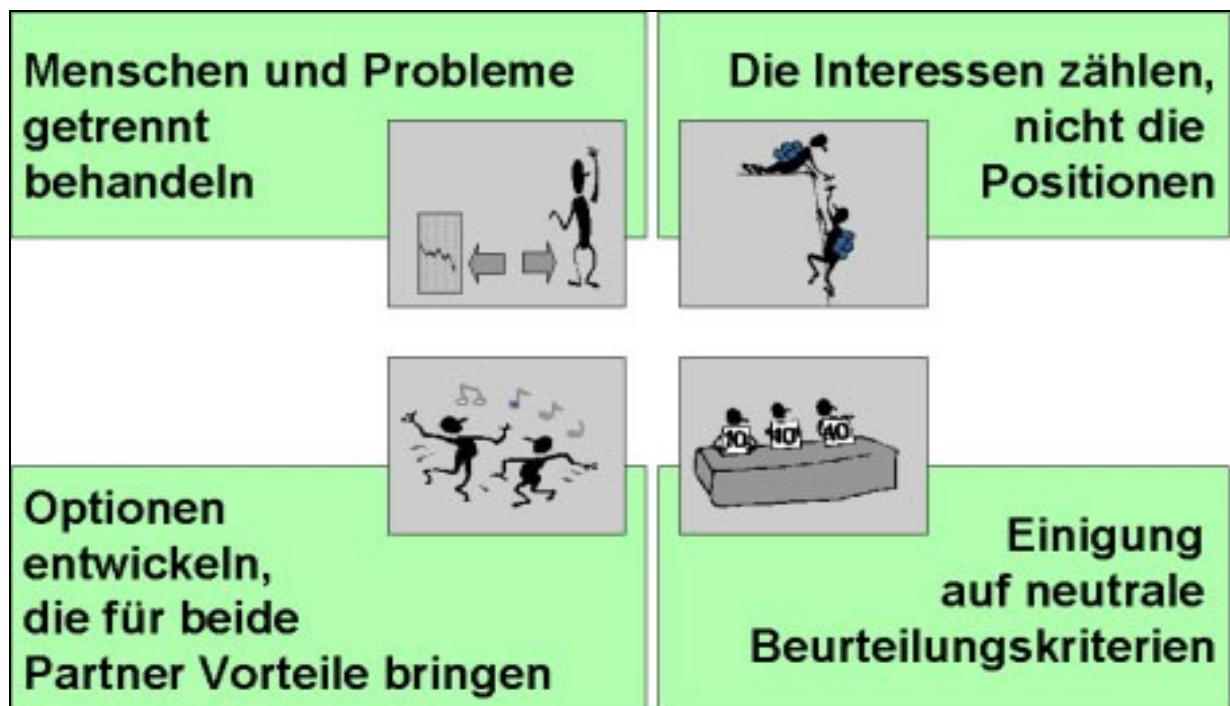 Menschen und Probleme
getrennt
behandeln
Die Interessen zählen,
nicht die
Positionen
10
10
10
Optionen
entwickeln,
die für beide
Partner Vorteile bringen
Einigung
auf neutrale
Beurteilungskriterien